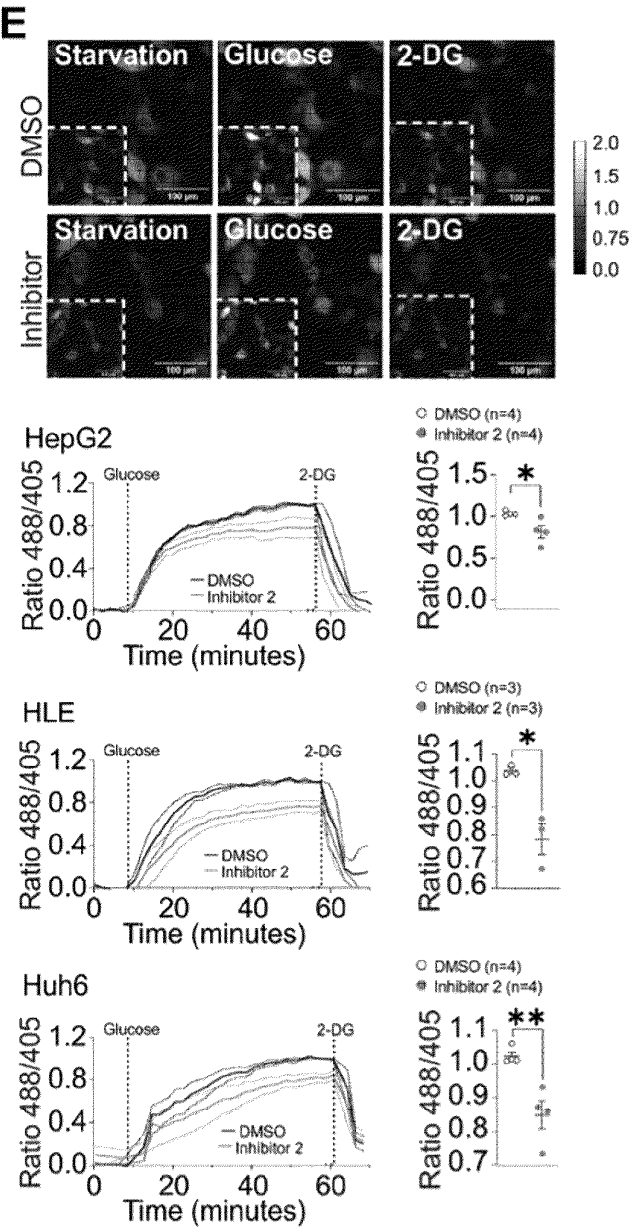 E
Starvation Glucose 2-DG
DMSO
100 µm 100 µm 100 µm
2.0
1.5
1.0
0.75
0.0
Starvation Glucose 2-DG
Inhibitor
100 µm 100 µm 100 µm
HepG2
Glucose 2-DG
Ratio 488/405
1.2
0.8
0.4
0.0
DMSO
Inhibitor 2
0 20 40 60
Time (minutes)
DMSO (n=4)
Inhibitor 2 (n=4)
Ratio 488/405
1.5
1.0
0.5
0.0
*
HLE
Glucose 2-DG
Ratio 488/405
1.2
0.8
0.4
0.0
DMSO
Inhibitor 2
0 20 40 60
Time (minutes)
DMSO (n=3)
Inhibitor 2 (n=3)
Ratio 488/405
1.1
1.0
0.9
0.8
0.7
0.6
*
Huh6
Glucose 2-DG
Ratio 488/405
1.2
0.8
0.4
0.0
DMSO
Inhibitor 2
0 20 40 60
Time (minutes)
DMSO (n=4)
Inhibitor 2 (n=4)
Ratio 488/405
1.1
1.0
0.9
0.8
0.7
**